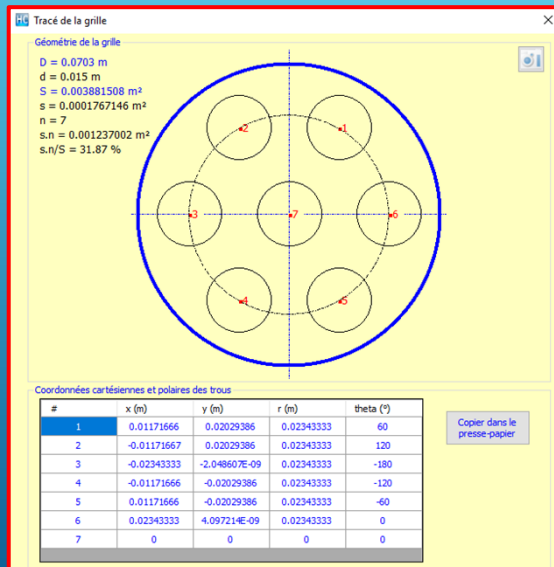 HC Tracé de la grille
Géométrie de la grille
D = 0.0703 m
d = 0.015 m
S = 0.003881508 m²
s = 0.0001767146 m²
n = 7
s.n = 0.001237002 m²
s.n/S = 31.87 %
2 1
3 7 6
4 5
Coordonnées cartésiennes et polaires des trous
# x (m) y (m) r (m) theta (°)
1 0.01171666 0.02029386 0.02343333 60
2 -0.01171667 0.02029386 0.02343333 120
3 -0.02343333 -2.048607E-09 0.02343333 -180
4 -0.01171666 -0.02029386 0.02343333 -120
5 0.01171666 -0.02029386 0.02343333 -60
6 0.02343333 4.097214E-09 0.02343333 0
7 0 0 0 0
Copier dans le
presse-papier